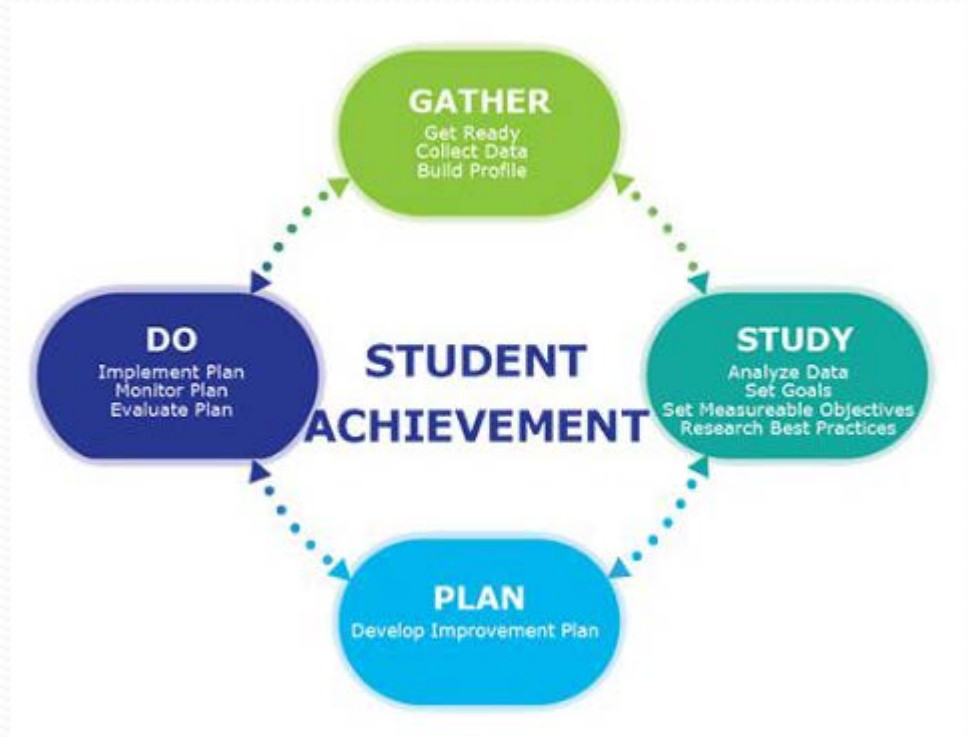 GATHER
Get Ready
Collect Data
Build Profile
DO
Implement Plan
Monitor Plan
Evaluate Plan
STUDENT
ACHIEVEMENT
STUDY
Analyze Data
Set Goals
Set Measureable Objectives
Research Best Practices
PLAN
Develop Improvement Plan